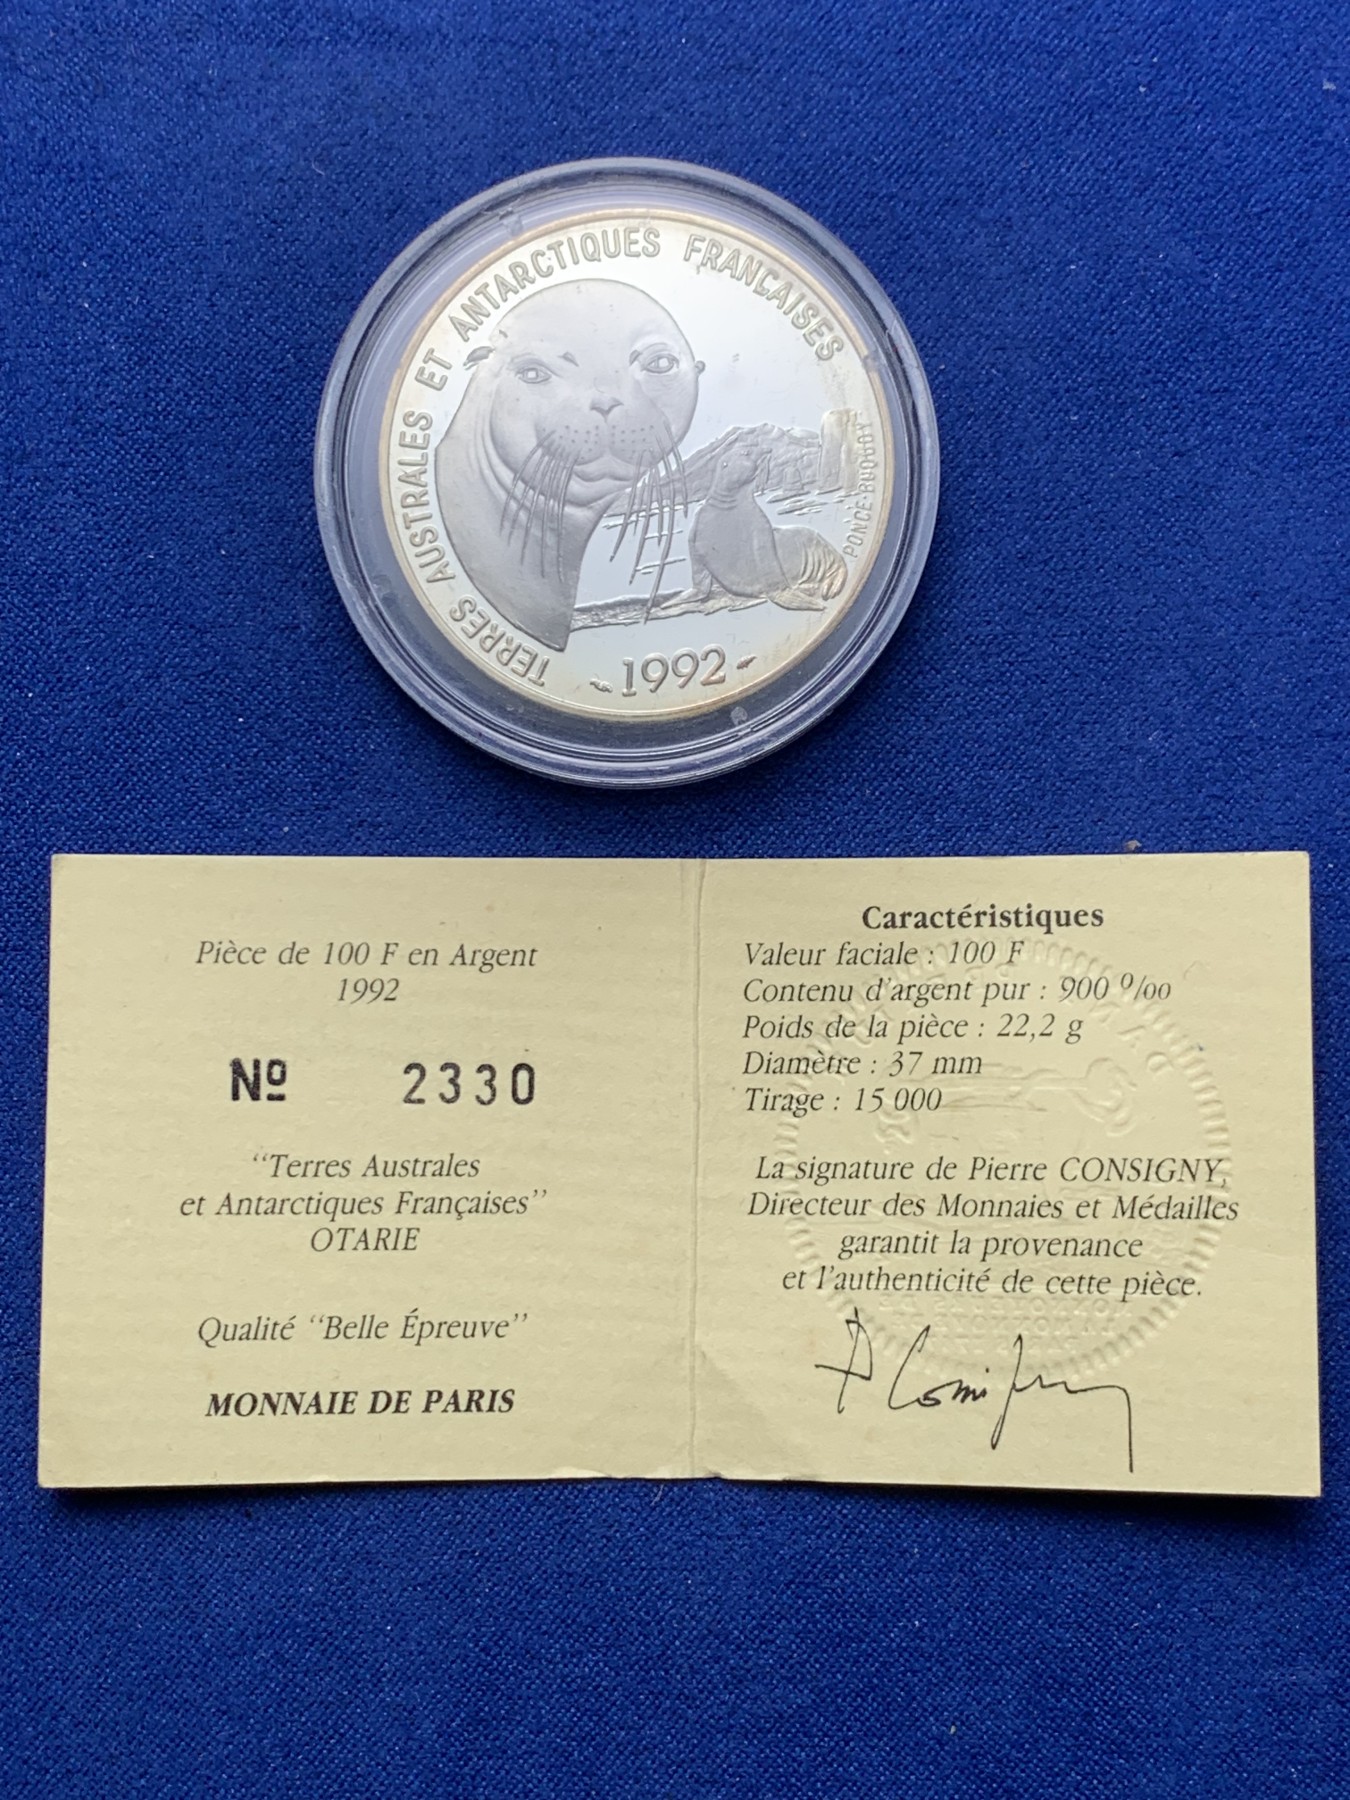 TERRES AUSTRALES ET ANTARCTIQUES FRANÇAISES
PONCE·BUQUOY
1992
Pièce de 100 F en Argent
1992
Nº 2330
"Terres Australes
et Antarctiques Françaises"
OTARIE
Qualité "Belle Épreuve"
MONNAIE DE PARIS
Caractéristiques
Valeur faciale : 100 F
Contenu d'argent pur : 900 º/oo
Poids de la pièce : 22,2 g
Diamètre : 37 mm
Tirage : 15 000
La signature de Pierre CONSIGNY,
Directeur des Monnaies et Médailles
garantit la provenance
et l'authenticité de cette pièce.